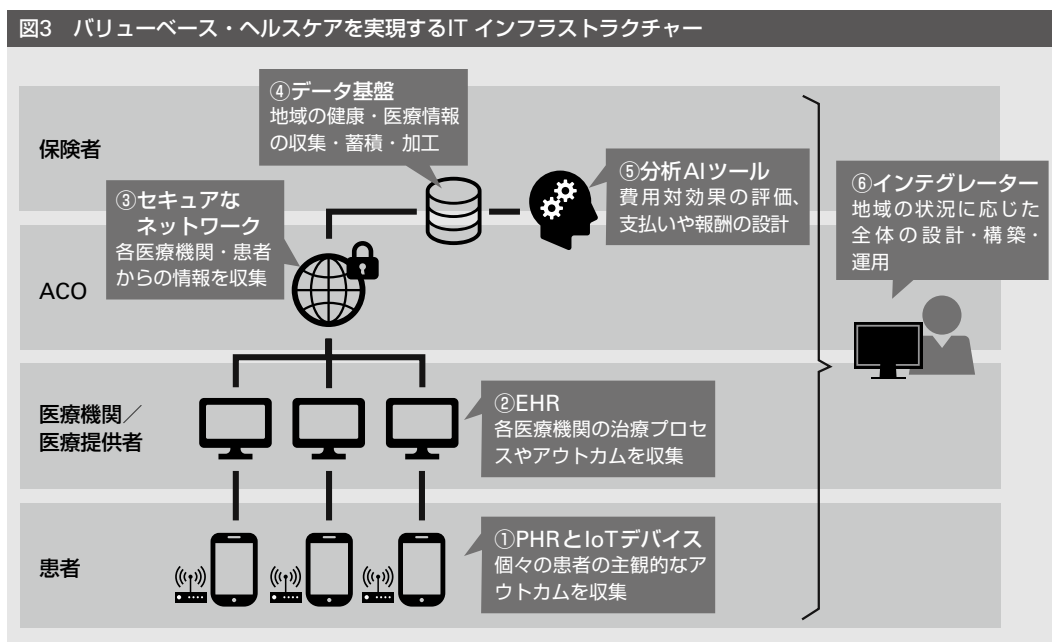 図3 バリューベース・ヘルスケアを実現するIT インフラストラクチャー
保険者
④データ基盤
地域の健康・医療情報
の収集・蓄積・加工
⑤分析AIツール
費用対効果の評価、
支払いや報酬の設計
⑥インテグレーター
地域の状況に応じた
全体の設計・構築・
運用
ACO
③セキュアな
ネットワーク
各医療機関・患者
からの情報を収集
医療機関／
医療提供者
②EHR
各医療機関の治療プロセ
スやアウトカムを収集
患者
①PHRとIoTデバイス
個々の患者の主観的なア
ウトカムを収集